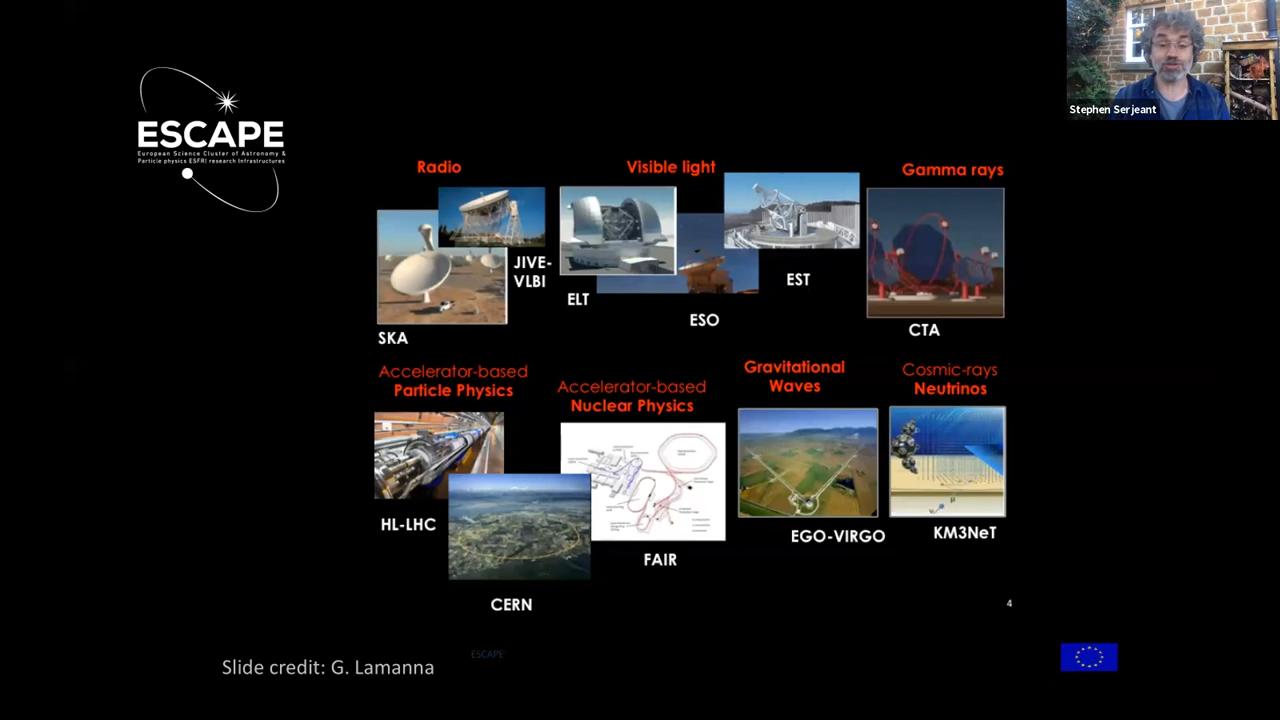 Stephen Serjeant
ESCAPE
European Science Cluster of Astronomy &
Particle physics ESFRI research Infrastructures
Radio
Visible light
Gamma rays
JIVE-
VLBI
ELT
EST
ESO
SKA
CTA
Accelerator-based
Particle Physics
Accelerator-based
Nuclear Physics
Gravitational
Waves
Cosmic-rays
Neutrinos
HL-LHC
EGO-VIRGO
KM3NeT
FAIR
CERN
4
ESCAPE
Slide credit: G. Lamanna